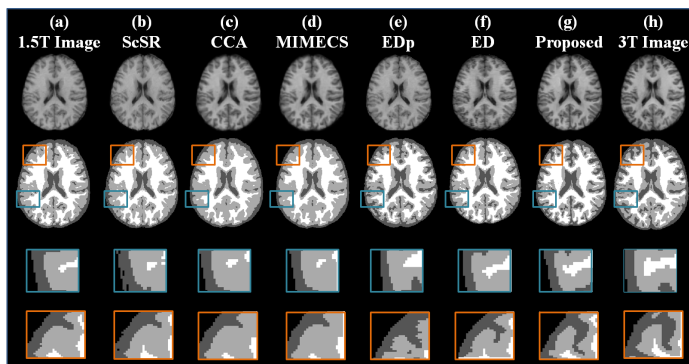 (a) (b) (c) (d) (e) (f) (g) (h)
1.5T Image ScSR CCA MIMECS EDp ED Proposed 3T Image